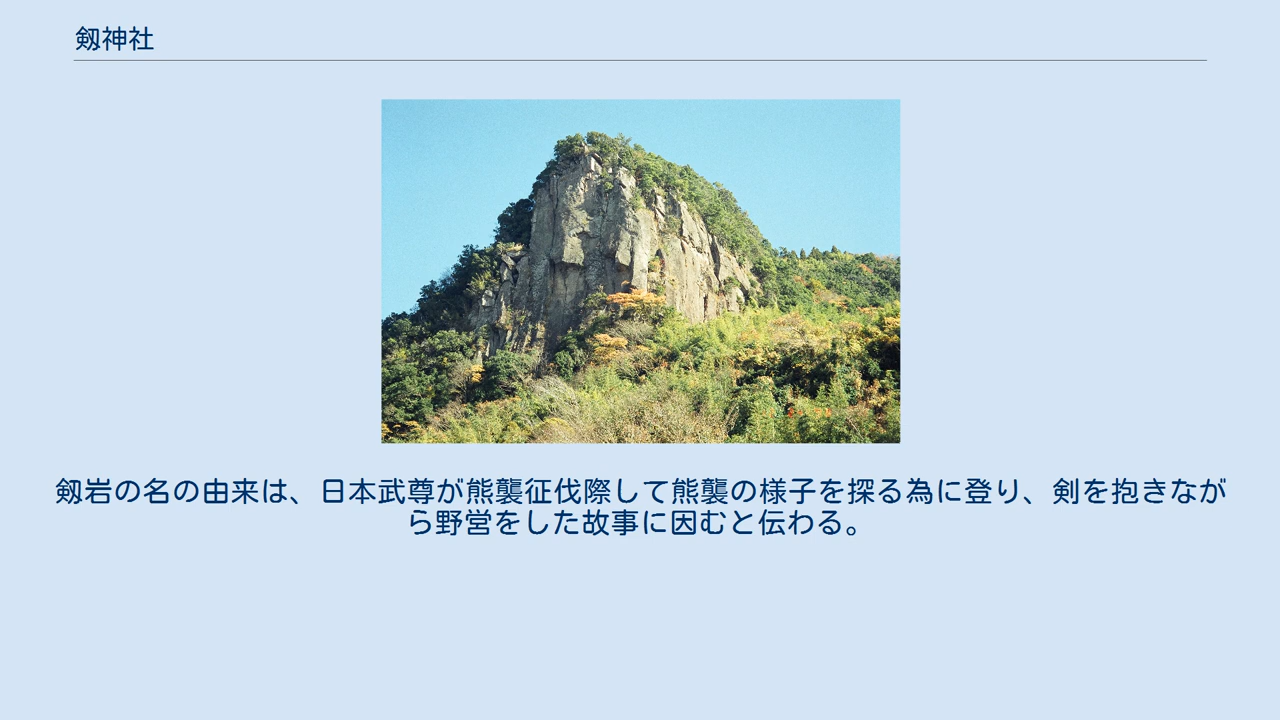 剱神社
剱岩の名の由来は、日本武尊が熊襲征伐際して熊襲の様子を探る為に登り、剣を抱きなが
ら野営をした故事に因むと伝わる。